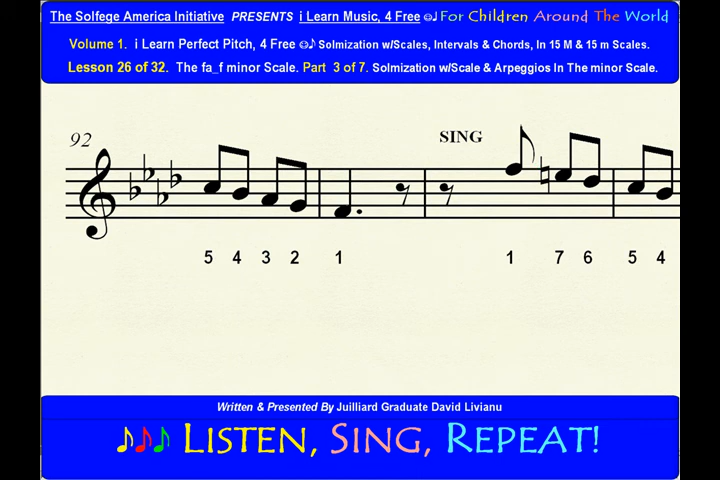 The Solfege America Initiative PRESENTS i Learn Music, 4 Free For Children Around The World
Volume 1. i Learn Perfect Pitch, 4 Free Solmization w/Scales, Intervals & Chords, In 15 M & 15 m Scales.
Lesson 26 of 32. The fa_f minor Scale. Part 3 of 7. Solmization w/Scale & Arpeggios In The minor Scale.
92
SING
5 4 3 2 1 1 7 6 5 4
Written & Presented By Juilliard Graduate David Livianu
LISTEN, SING, REPEAT!